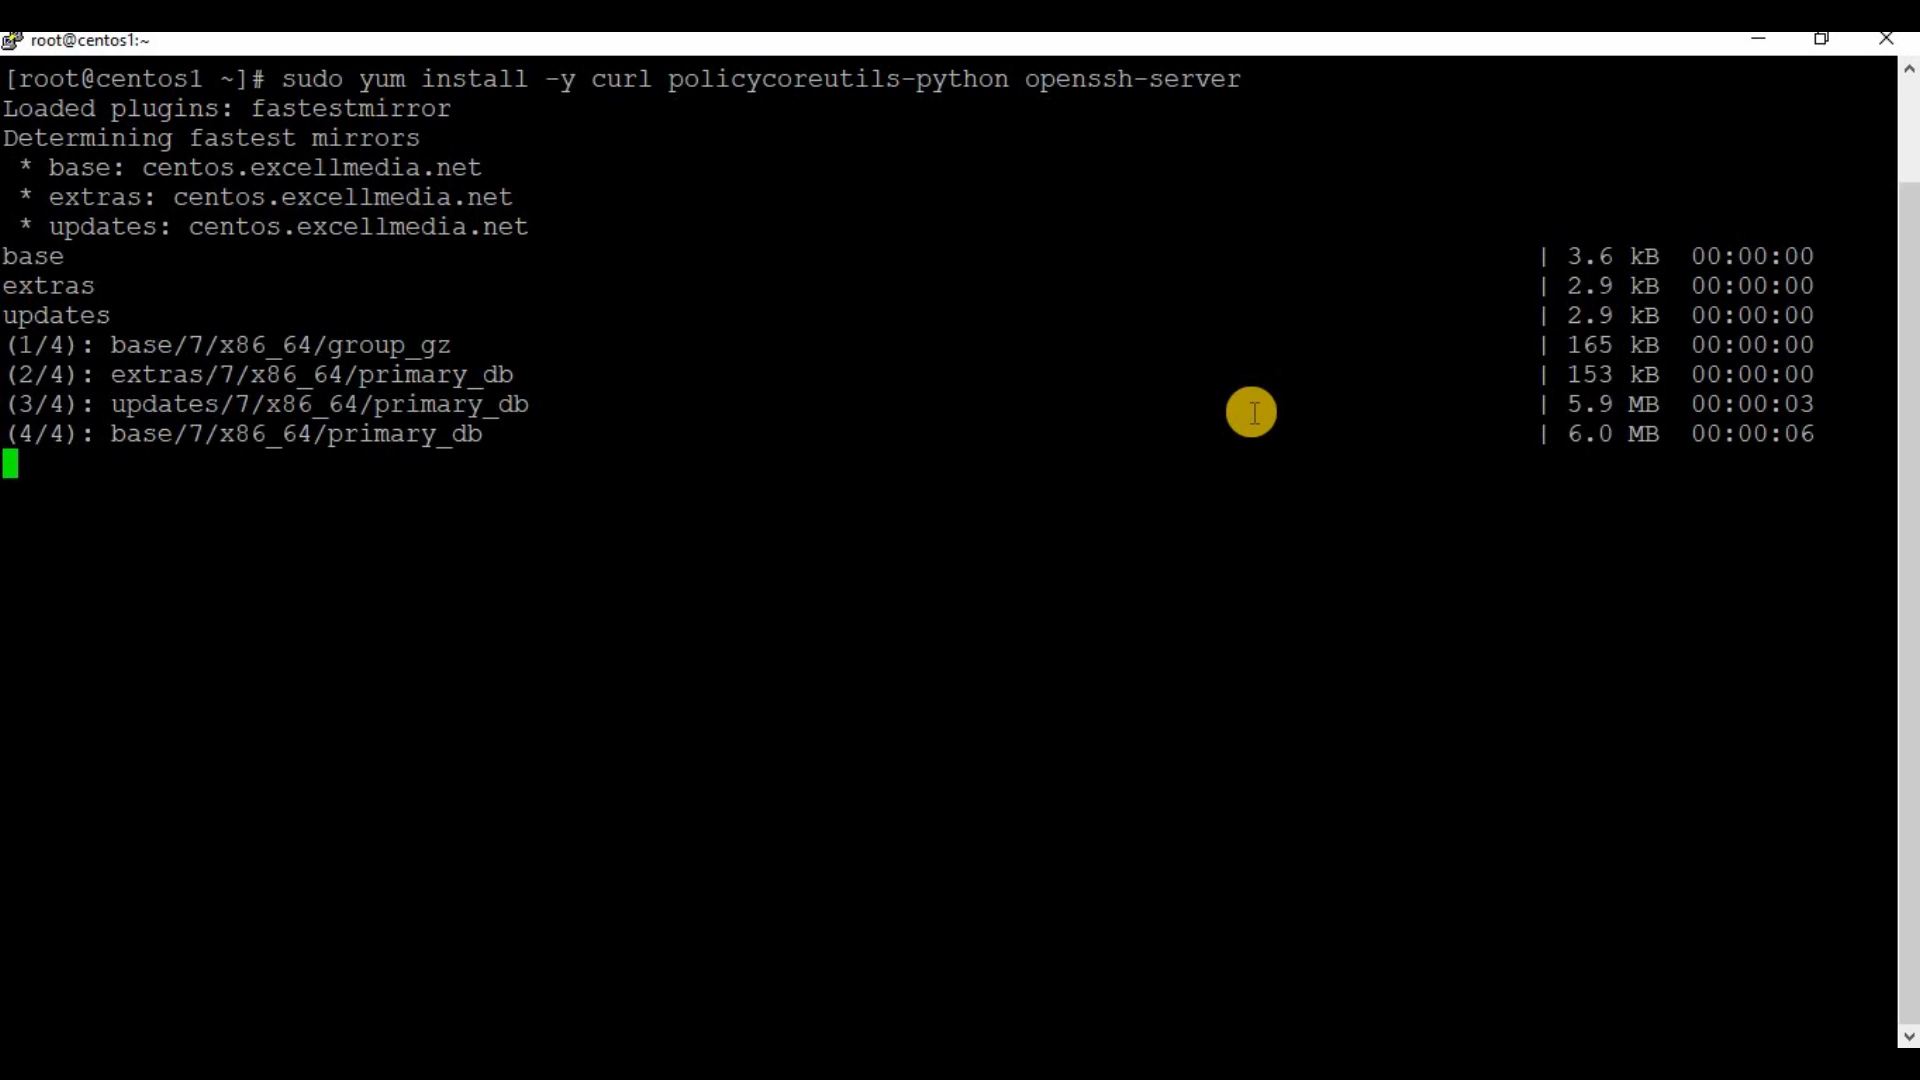 root@centos1:~
[root@centos1 ~]# sudo yum install -y curl policycoreutils-python openssh-server
Loaded plugins: fastestmirror
Determining fastest mirrors
 * base: centos.excellmedia.net
 * extras: centos.excellmedia.net
 * updates: centos.excellmedia.net
base | 3.6 kB 00:00:00
extras | 2.9 kB 00:00:00
updates | 2.9 kB 00:00:00
(1/4): base/7/x86_64/group_gz | 165 kB 00:00:00
(2/4): extras/7/x86_64/primary_db | 153 kB 00:00:00
(3/4): updates/7/x86_64/primary_db | 5.9 MB 00:00:03
(4/4): base/7/x86_64/primary_db | 6.0 MB 00:00:06